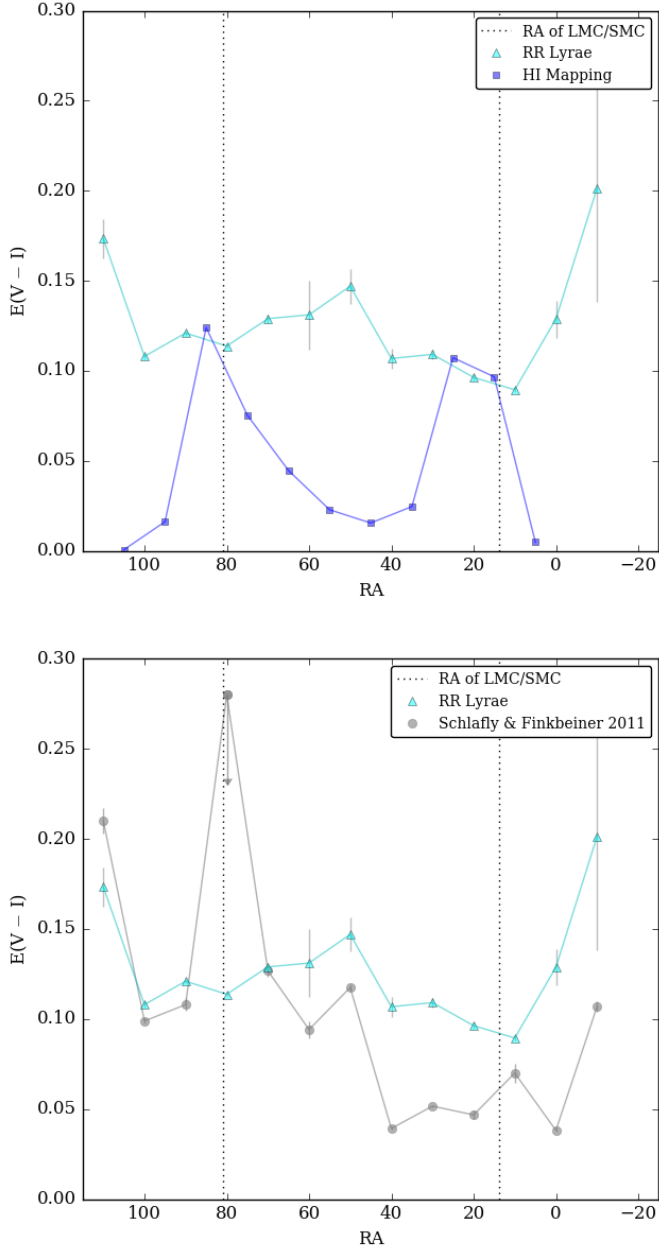 0.30
0.25
0.20
0.15
0.10
0.05
0.00
E(V − I)
RA of LMC/SMC
RR Lyrae
HI Mapping
100 80 60 40 20 0 −20
RA
0.30
0.25
0.20
0.15
0.10
0.05
0.00
E(V − I)
RA of LMC/SMC
RR Lyrae
Schlafly & Finkbeiner 2011
100 80 60 40 20 0 −20
RA